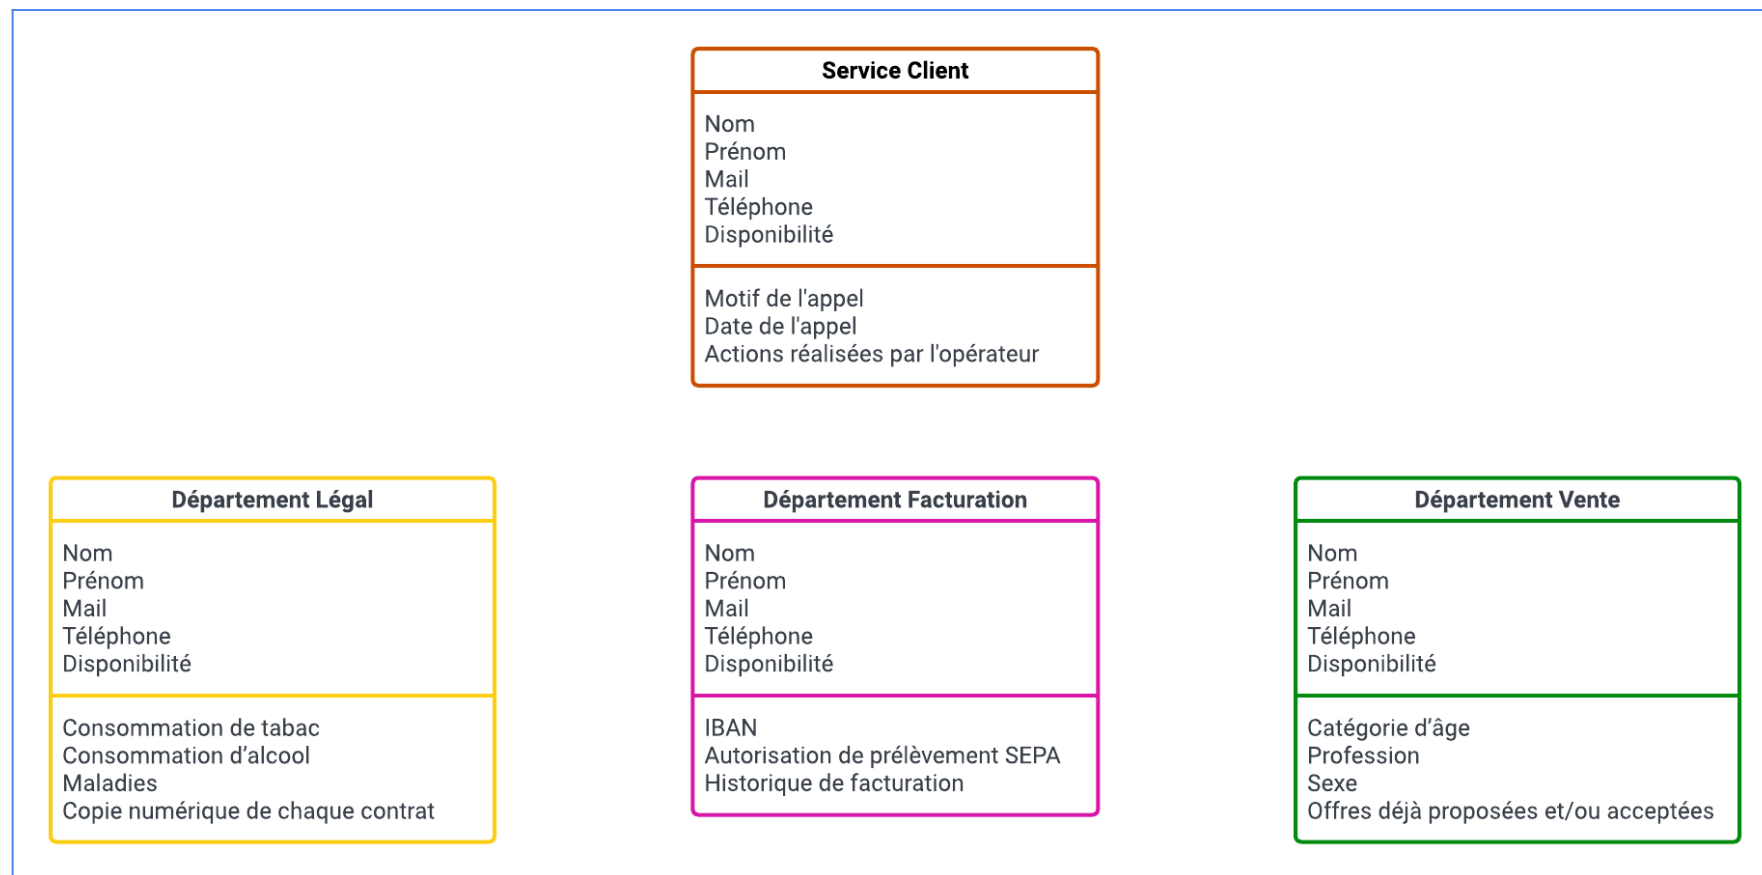 Service Client
Nom
Prénom
Mail
Téléphone
Disponibilité
Motif de l'appel
Date de l'appel
Actions réalisées par l'opérateur
Département Légal
Nom
Prénom
Mail
Téléphone
Disponibilité
Consommation de tabac
Consommation d’alcool
Maladies
Copie numérique de chaque contrat
Département Facturation
Nom
Prénom
Mail
Téléphone
Disponibilité
IBAN
Autorisation de prélèvement SEPA
Historique de facturation
Département Vente
Nom
Prénom
Mail
Téléphone
Disponibilité
Catégorie d’âge
Profession
Sexe
Offres déjà proposées et/ou acceptées